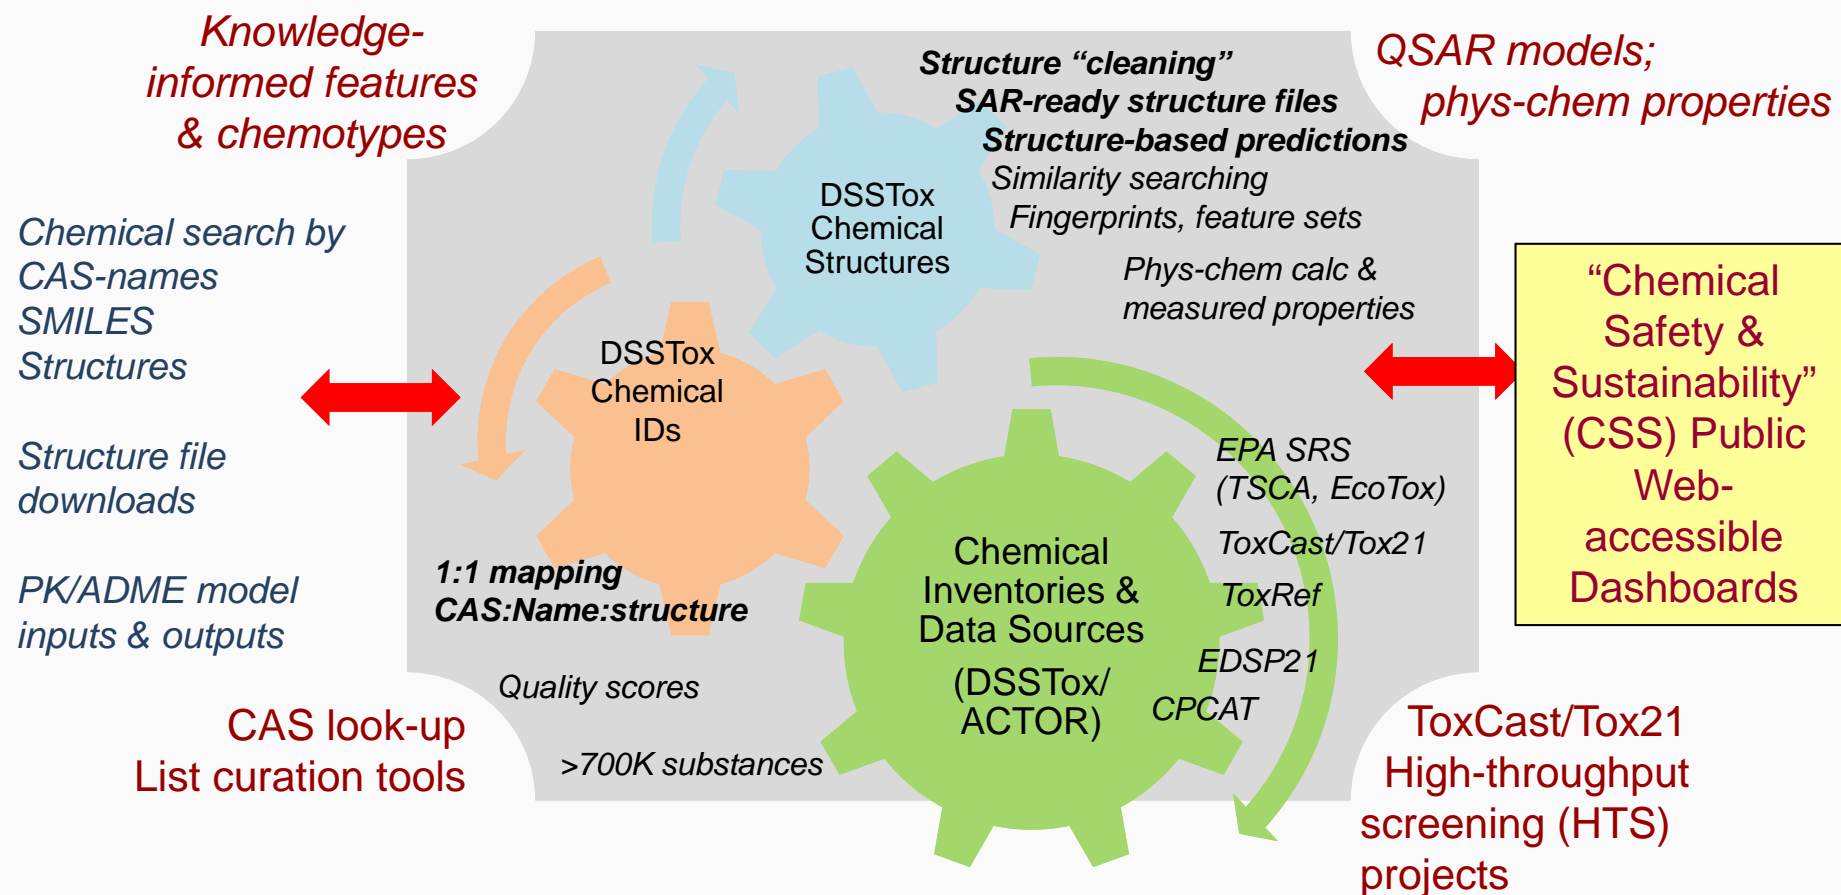 Knowledge-
informed features
& chemotypes
QSAR models;
phys-chem properties
Structure “cleaning”
SAR-ready structure files
Structure-based predictions
Similarity searching
Fingerprints, feature sets
Phys-chem calc &
measured properties
DSSTox
Chemical
Structures
Chemical search by
CAS-names
SMILES
Structures
Structure file
downloads
PK/ADME model
inputs & outputs
DSSTox
Chemical
IDs
1:1 mapping
CAS:Name:structure
Quality scores
>700K substances
Chemical
Inventories &
Data Sources
(DSSTox/
ACTOR)
EPA SRS
(TSCA, EcoTox)
ToxCast/Tox21
ToxRef
EDSP21
CPCAT
“Chemical
Safety &
Sustainability”
(CSS) Public
Web-
accessible
Dashboards
CAS look-up
List curation tools
ToxCast/Tox21
High-throughput
screening (HTS)
projects